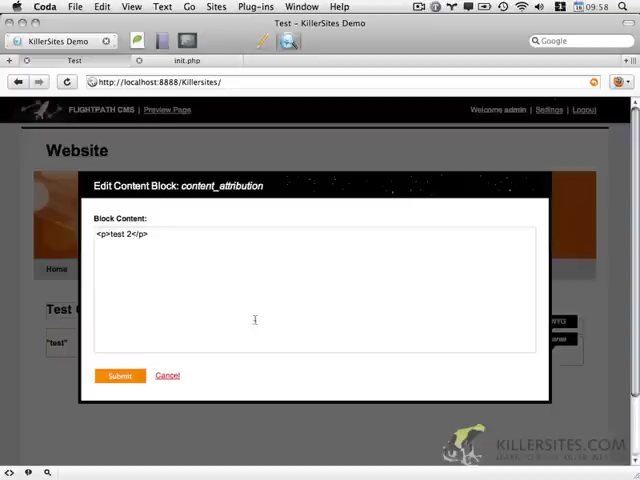 Coda File Edit View Text Go Sites Plug-ins Window Help 09:58
Test – KillerSites Demo
KillerSites Demo
Google
Test init.php
http://localhost:8888/Killersites/
FLIGHTPATH CMS | Preview Page Welcome admin | Settings | Logout
Website
Edit Content Block: content_attribution
Block Content:
<p>test 2</p>
Home
Test
"test"
Submit Cancel
KILLERSITES.COM